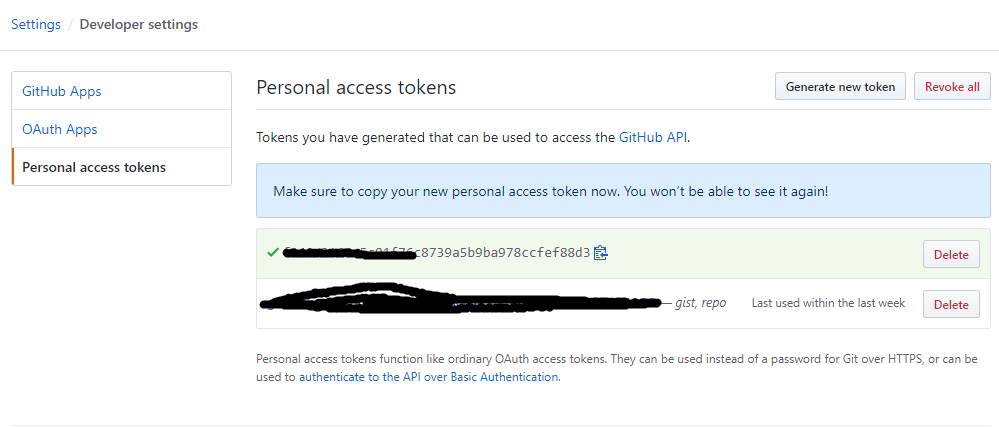 Settings / Developer settings
GitHub Apps
OAuth Apps
Personal access tokens
Personal access tokens
Generate new token
Revoke all
Tokens you have generated that can be used to access the GitHub API.
Make sure to copy your new personal access token now. You won't be able to see it again!
c8739a5b9ba978ccfef88d3
Delete
— gist, repo
Last used within the last week
Delete
Personal access tokens function like ordinary OAuth access tokens. They can be used instead of a password for Git over HTTPS, or can be
used to authenticate to the API over Basic Authentication.